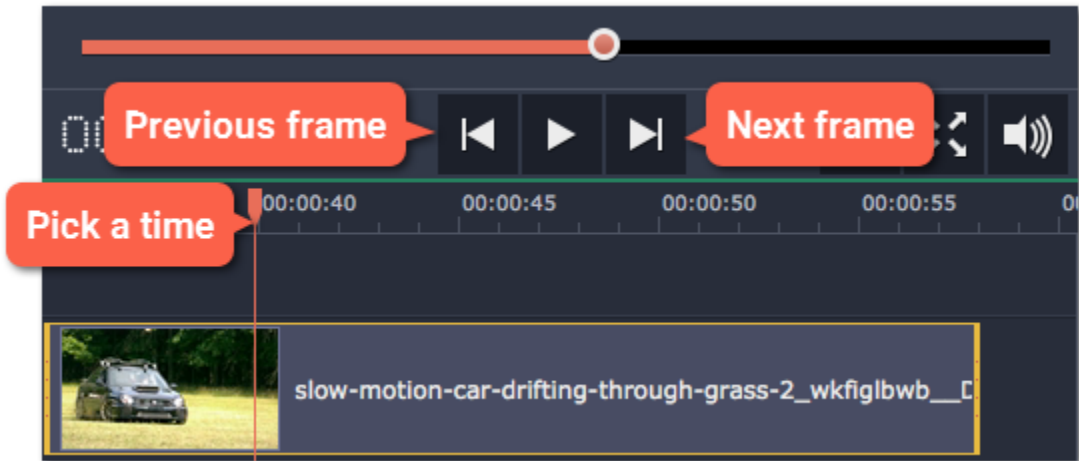 Previous frame
Next frame
Pick a time
00:00:40 00:00:45 00:00:50 00:00:55
slow-motion-car-drifting-through-grass-2_wkfiglbwb__D